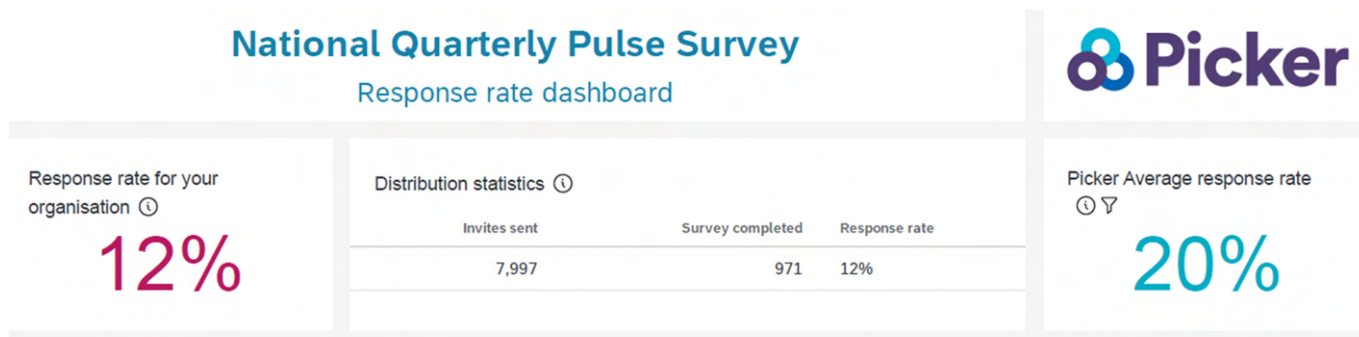 National Quarterly Pulse Survey
Response rate dashboard
Picker
Response rate for your
organisation
12%
Distribution statistics
Invites sent Survey completed Response rate
7,997 971 12%
Picker Average response rate
20%